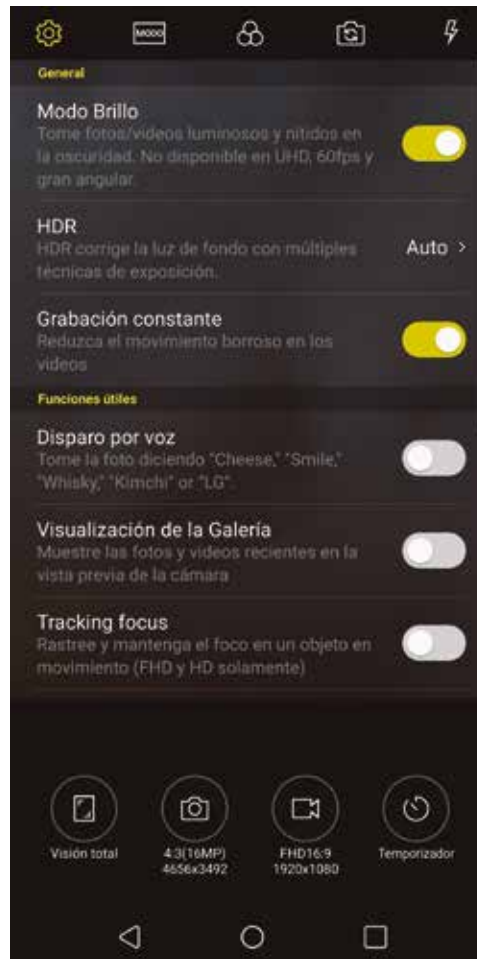 MODO
General
Modo Brillo
Tome fotos/videos luminosos y nítidos en
la oscuridad. No disponible en UHD, 60fps y
gran angular.
HDR
HDR corrige la luz de fondo con múltiples
técnicas de exposición.
Auto >
Grabación constante
Reduzca el movimiento borroso en los
videos
Funciones útiles
Disparo por voz
Tome la foto diciendo "Cheese," "Smile,"
"Whisky," "Kimchi" or "LG".
Visualización de la Galería
Muestre las fotos y videos recientes en la
vista previa de la cámara
Tracking focus
Rastree y mantenga el foco en un objeto en
movimiento (FHD y HD solamente)
Visión total
4:3(16MP)
4656x3492
FHD16:9
1920x1080
Temporizador